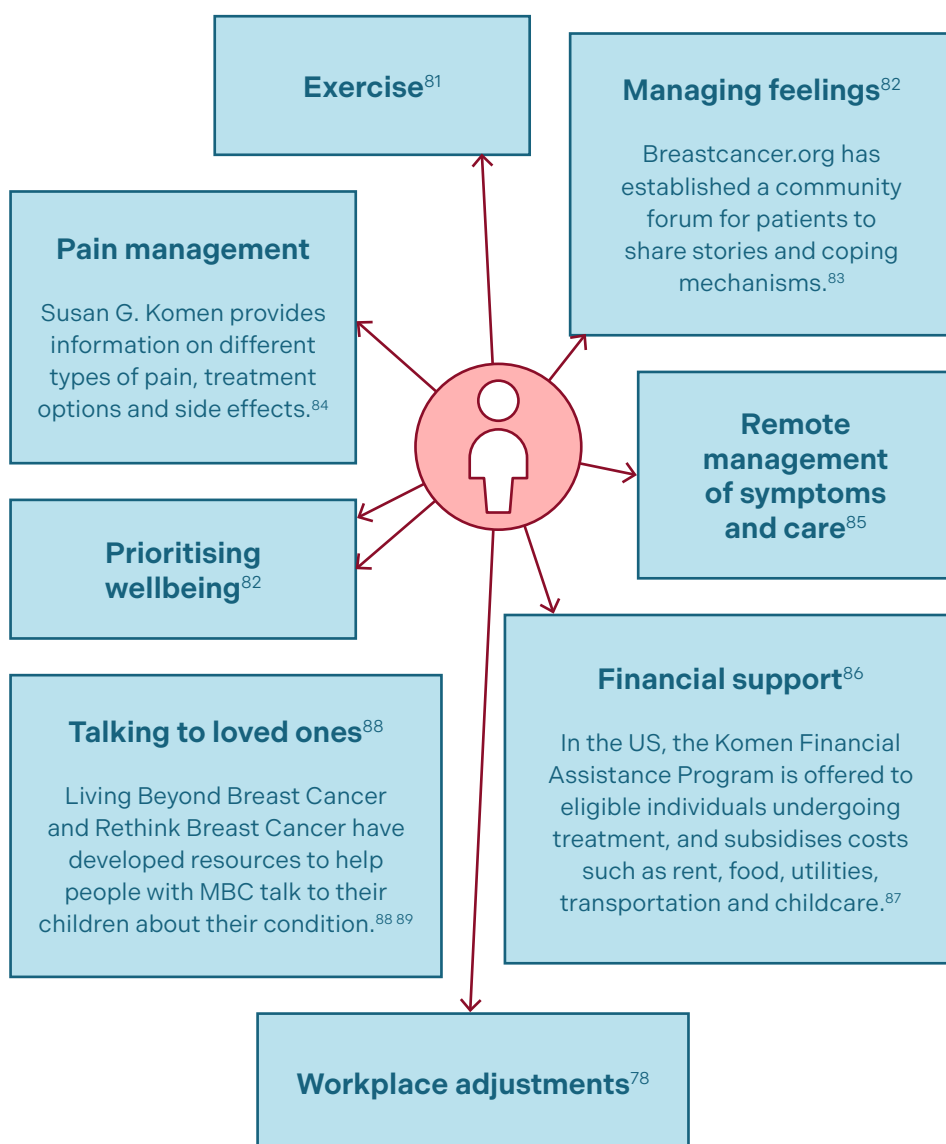 Exercise81
Managing feelings82
Breastcancer.org has
established a community
forum for patients to
share stories and coping
mechanisms.83
Pain management
Susan G. Komen provides
information on different
types of pain, treatment
options and side effects.84
Remote
management
of symptoms
and care85
Prioritising
wellbeing82
Financial support86
In the US, the Komen Financial
Assistance Program is offered to
eligible individuals undergoing
treatment, and subsidises costs
such as rent, food, utilities,
transportation and childcare.87
Talking to loved ones88
Living Beyond Breast Cancer
and Rethink Breast Cancer have
developed resources to help
people with MBC talk to their
children about their condition.88 89
Workplace adjustments78